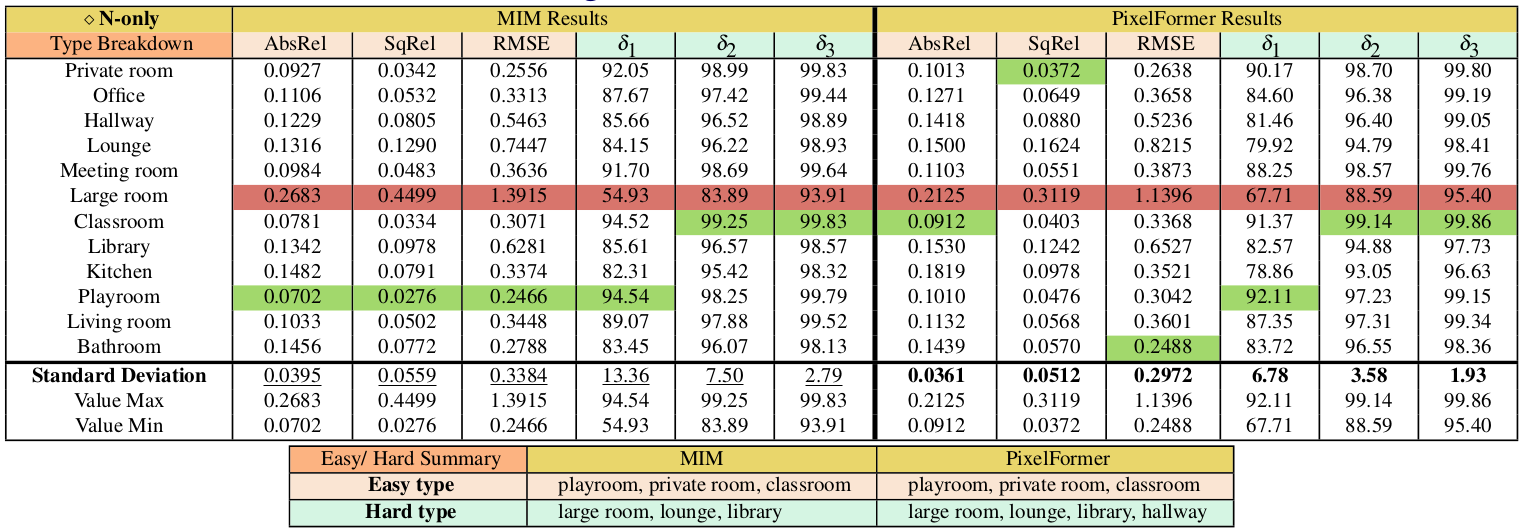 ⋄ N-only MIM Results PixelFormer Results
Type Breakdown AbsRel SqRel RMSE δ1 δ2 δ3 AbsRel SqRel RMSE δ1 δ2 δ3
Private room 0.0927 0.0342 0.2556 92.05 98.99 99.83 0.1013 0.0372 0.2638 90.17 98.70 99.80
Office 0.1106 0.0532 0.3313 87.67 97.42 99.44 0.1271 0.0649 0.3658 84.60 96.38 99.19
Hallway 0.1229 0.0805 0.5463 85.66 96.52 98.89 0.1418 0.0880 0.5236 81.46 96.40 99.05
Lounge 0.1316 0.1290 0.7447 84.15 96.22 98.93 0.1500 0.1624 0.8215 79.92 94.79 98.41
Meeting room 0.0984 0.0483 0.3636 91.70 98.69 99.64 0.1103 0.0551 0.3873 88.25 98.57 99.76
Large room 0.2683 0.4499 1.3915 54.93 83.89 93.91 0.2125 0.3119 1.1396 67.71 88.59 95.40
Classroom 0.0781 0.0334 0.3071 94.52 99.25 99.83 0.0912 0.0403 0.3368 91.37 99.14 99.86
Library 0.1342 0.0978 0.6281 85.61 96.57 98.57 0.1530 0.1242 0.6527 82.57 94.88 97.73
Kitchen 0.1482 0.0791 0.3374 82.31 95.42 98.32 0.1819 0.0978 0.3521 78.86 93.05 96.63
Playroom 0.0702 0.0276 0.2466 94.54 98.25 99.79 0.1010 0.0476 0.3042 92.11 97.23 99.15
Living room 0.1033 0.0502 0.3448 89.07 97.88 99.52 0.1132 0.0568 0.3601 87.35 97.31 99.34
Bathroom 0.1456 0.0772 0.2788 83.45 96.07 98.13 0.1439 0.0570 0.2488 83.72 96.55 98.36
Standard Deviation 0.0395 0.0559 0.3384 13.36 7.50 2.79 0.0361 0.0512 0.2972 6.78 3.58 1.93
Value Max 0.2683 0.4499 1.3915 94.54 99.25 99.83 0.2125 0.3119 1.1396 92.11 99.14 99.86
Value Min 0.0702 0.0276 0.2466 54.93 83.89 93.91 0.0912 0.0372 0.2488 67.71 88.59 95.40
Easy/ Hard Summary MIM PixelFormer
Easy type playroom, private room, classroom playroom, private room, classroom
Hard type large room, lounge, library large room, lounge, library, hallway